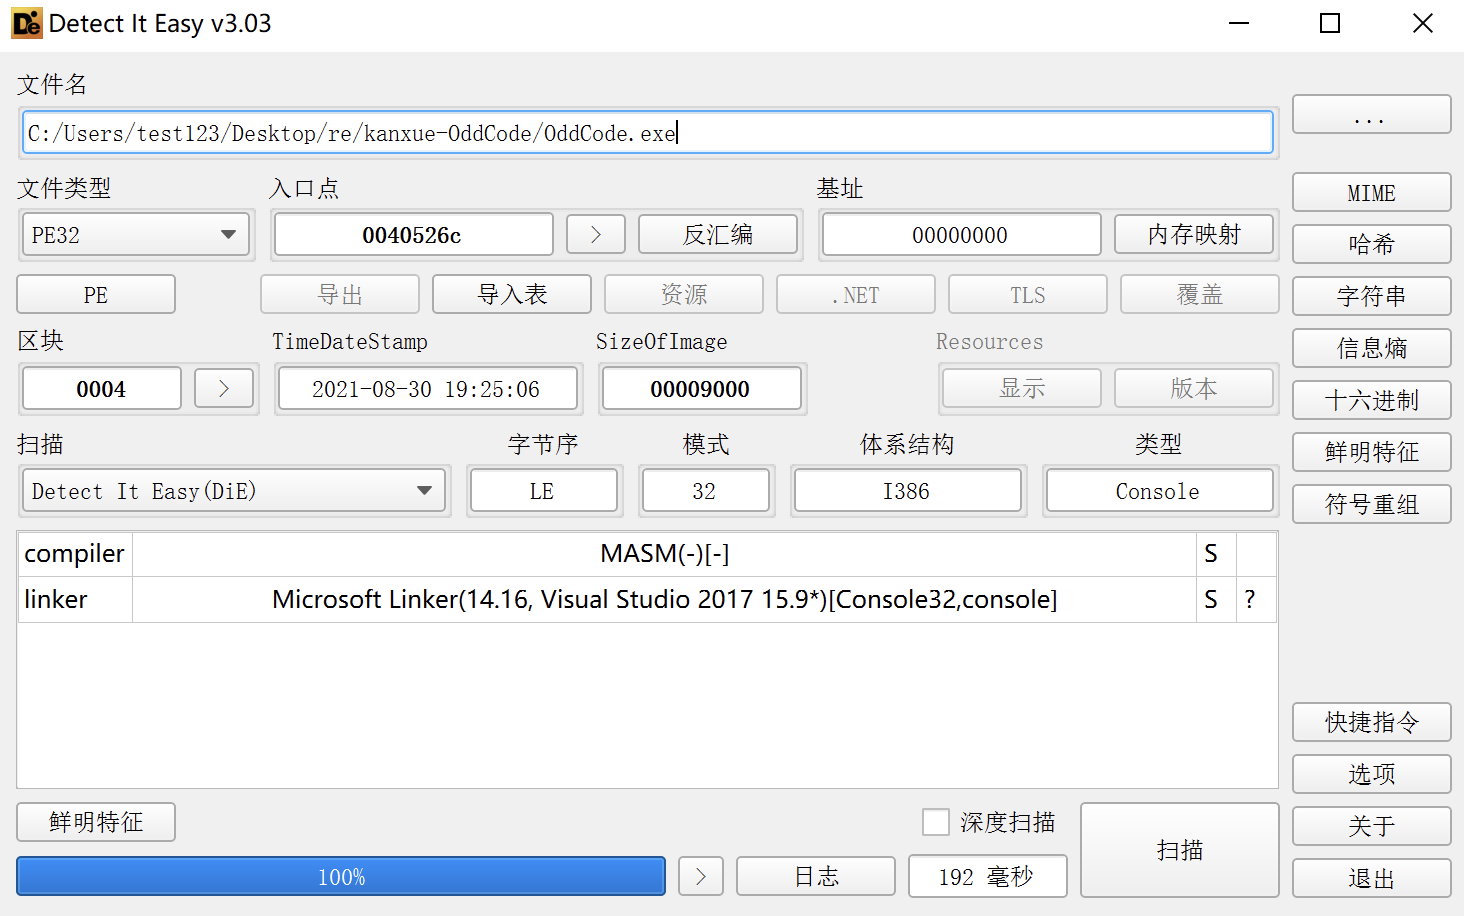 Detect It Easy v3.03
文件名
C:/Users/test123/Desktop/re/kanxue-OddCode/OddCode.exe
...
文件类型 入口点 基址
PE32 0040526c > 反汇编 00000000 内存映射
MIME
哈希
PE 导出 导入表 资源 .NET TLS 覆盖
字符串
区块 TimeDateStamp SizeOfImage Resources
信息熵
0004 > 2021-08-30 19:25:06 00009000 显示 版本
十六进制
扫描 字节序 模式 体系结构 类型
鲜明特征
Detect It Easy(DiE) LE 32 I386 Console
符号重组
compiler MASM(-)[-] S
linker Microsoft Linker(14.16, Visual Studio 2017 15.9*)[Console32,console] S ?
快捷指令
选项
鲜明特征 深度扫描 扫描
关于
100% > 日志 192 毫秒
退出